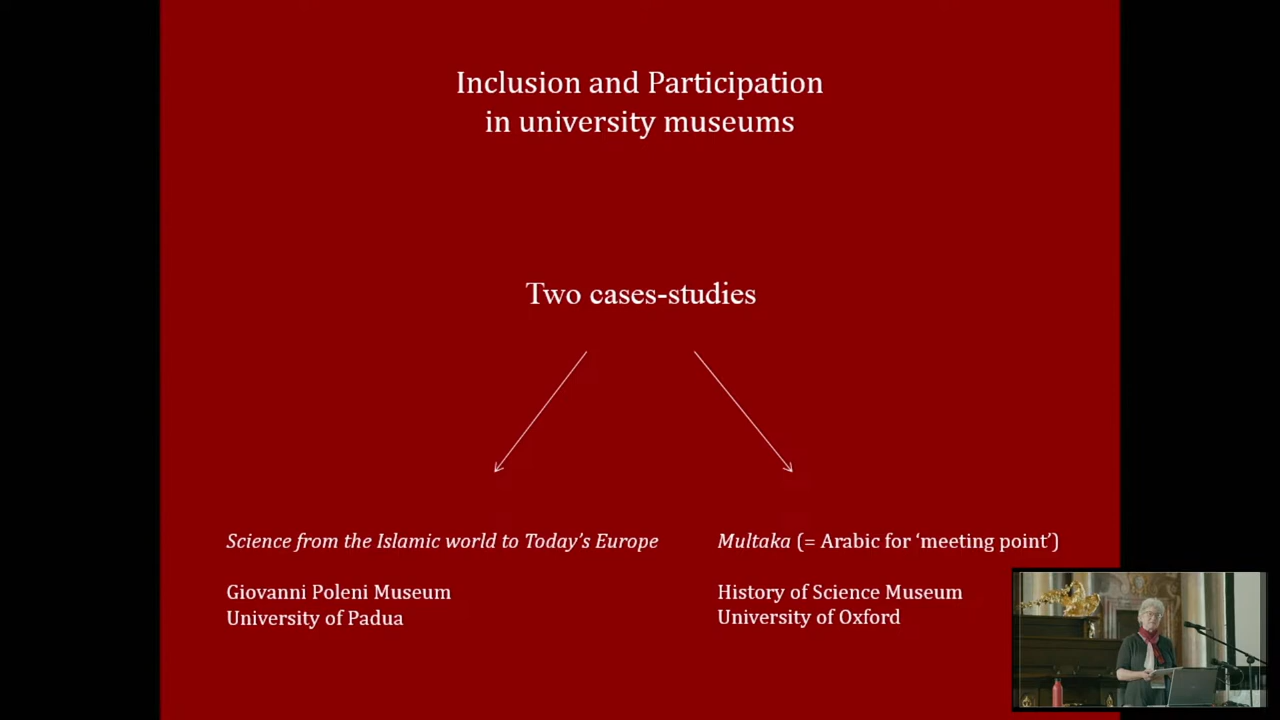 Inclusion and Participation
in university museums
Two cases-studies
Science from the Islamic world to Today's Europe
Giovanni Poleni Museum
University of Padua
Multaka (= Arabic for ‘meeting point’)
History of Science Museum
University of Oxford